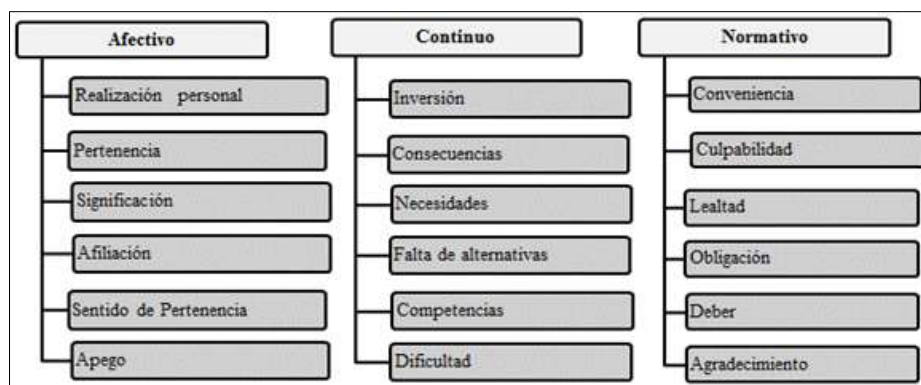 Afectivo
Realización personal
Pertenencia
Significación
Afiliación
Sentido de Pertenencia
Apego
Continuo
Inversión
Consecuencias
Necesidades
Falta de alternativas
Competencias
Dificultad
Normativo
Conveniencia
Culpabilidad
Lealtad
Obligación
Deber
Agradecimiento